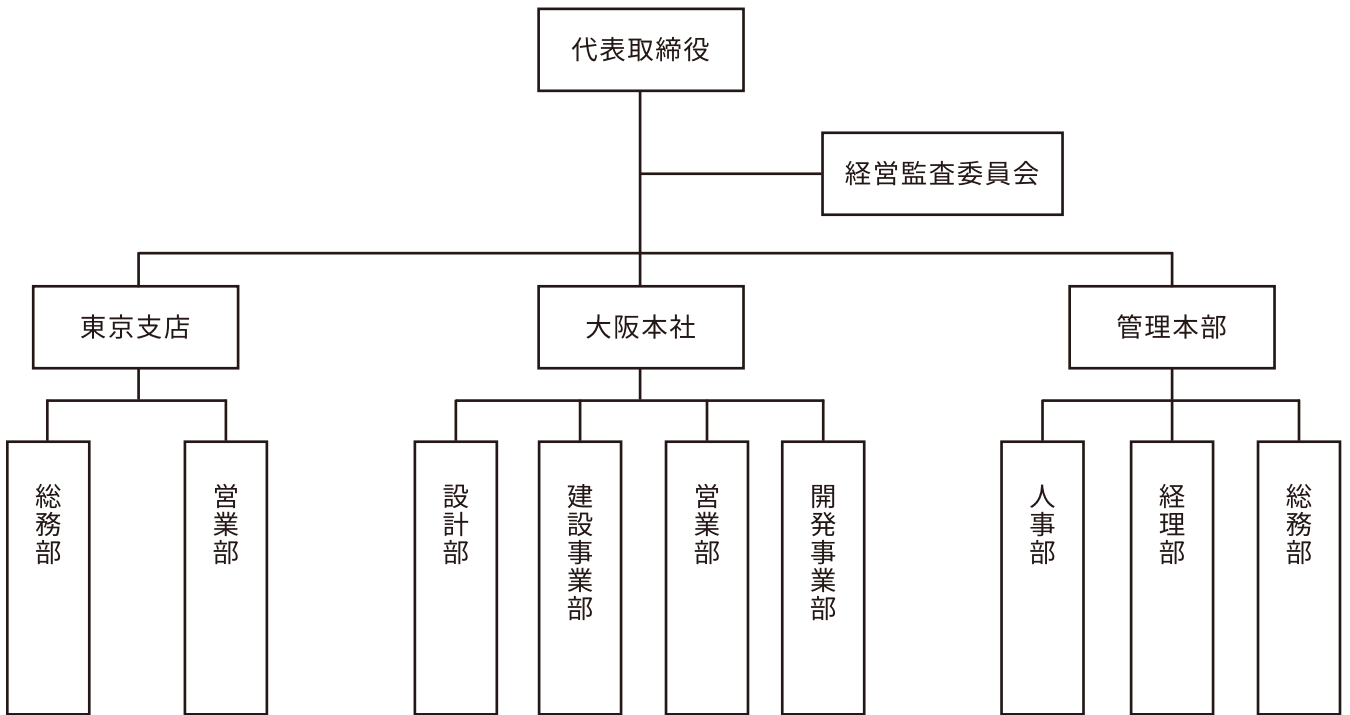 代表取締役
経営監査委員会
東京支店
大阪本社
管理本部
総務部
営業部
設計部
建設事業部
営業部
開発事業部
人事部
経理部
総務部